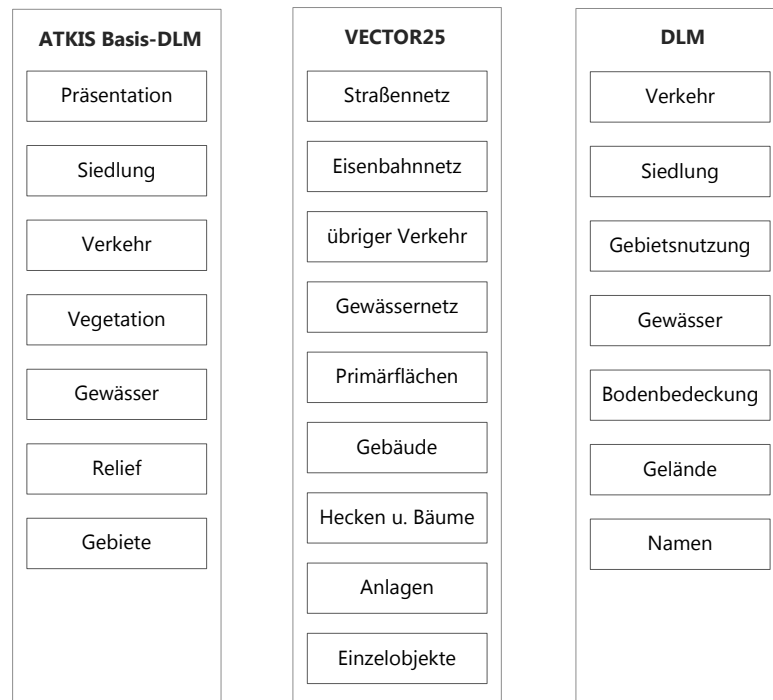 ATKIS Basis-DLM
Präsentation
Siedlung
Verkehr
Vegetation
Gewässer
Relief
Gebiete
VECTOR25
Straßennetz
Eisenbahnnetz
übriger Verkehr
Gewässernetz
Primärflächen
Gebäude
Hecken u. Bäume
Anlagen
Einzelobjekte
DLM
Verkehr
Siedlung
Gebietsnutzung
Gewässer
Bodenbedeckung
Gelände
Namen